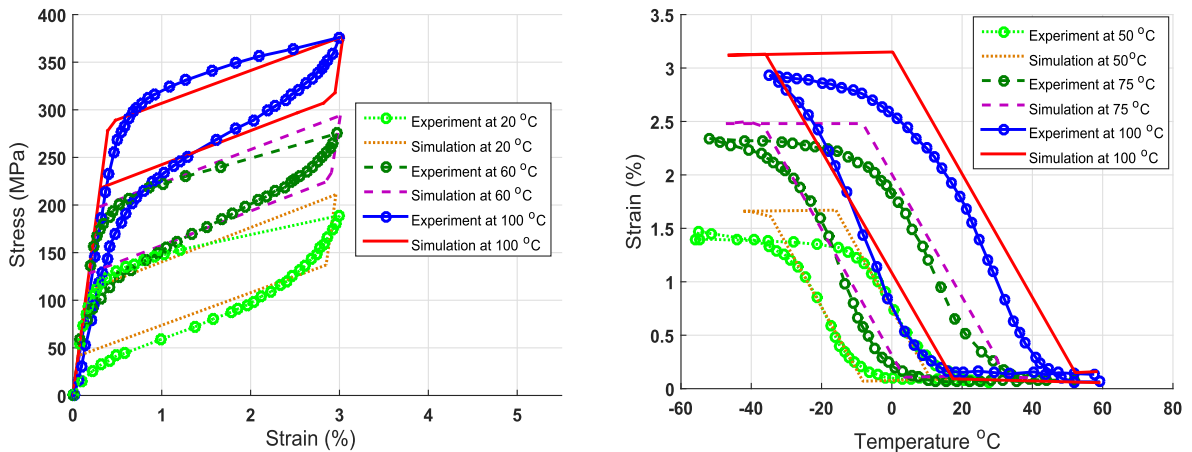 400
350
300
250
200
150
100
50
0
0
1
2
3
4
5
Stress (MPa)
Strain (%)
Experiment at 20 °C
Simulation at 20 °C
Experiment at 60 °C
Simulation at 60 °C
Experiment at 100 °C
Simulation at 100 °C
3.5
3
2.5
2
1.5
1
0.5
0
-60
-40
-20
0
20
40
60
80
Strain (%)
Temperature °C
Experiment at 50 °C
Simulation at 50°C
Experiment at 75 °C
Simulation at 75 °C
Experiment at 100 °C
Simulation at 100 °C